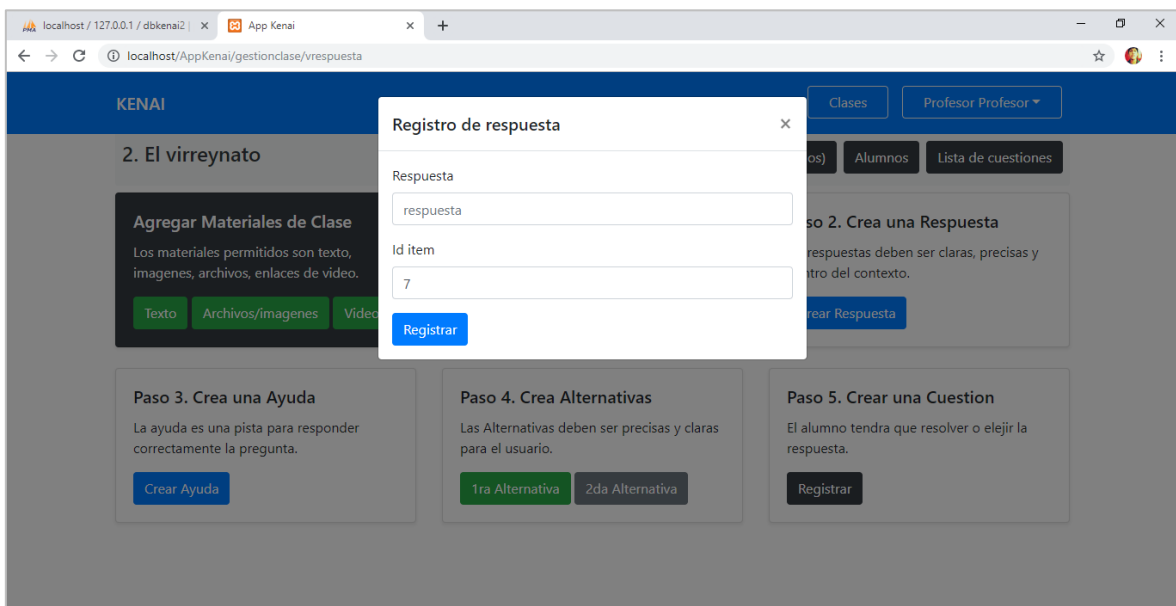 localhost / 127.0.0.1 / dbkenai2 |
App Kenai
localhost/AppKenai/gestionclase/vrespuesta
KENAI
Clases
Profesor Profesor
2. El virreynato
os)
Alumnos
Lista de cuestiones
Registro de respuesta
×
Respuesta
respuesta
Id item
7
Registrar
Agregar Materiales de Clase
Los materiales permitidos son texto,
imagenes, archivos, enlaces de video.
Texto
Archivos/imagenes
Video
so 2. Crea una Respuesta
respuestas deben ser claras, precisas y
ntro del contexto.
rear Respuesta
Paso 3. Crea una Ayuda
La ayuda es una pista para responder
correctamente la pregunta.
Crear Ayuda
Paso 4. Crea Alternativas
Las Alternativas deben ser precisas y claras
para el usuario.
1ra Alternativa
2da Alternativa
Paso 5. Crear una Cuestion
El alumno tendra que resolver o elejir la
respuesta.
Registrar